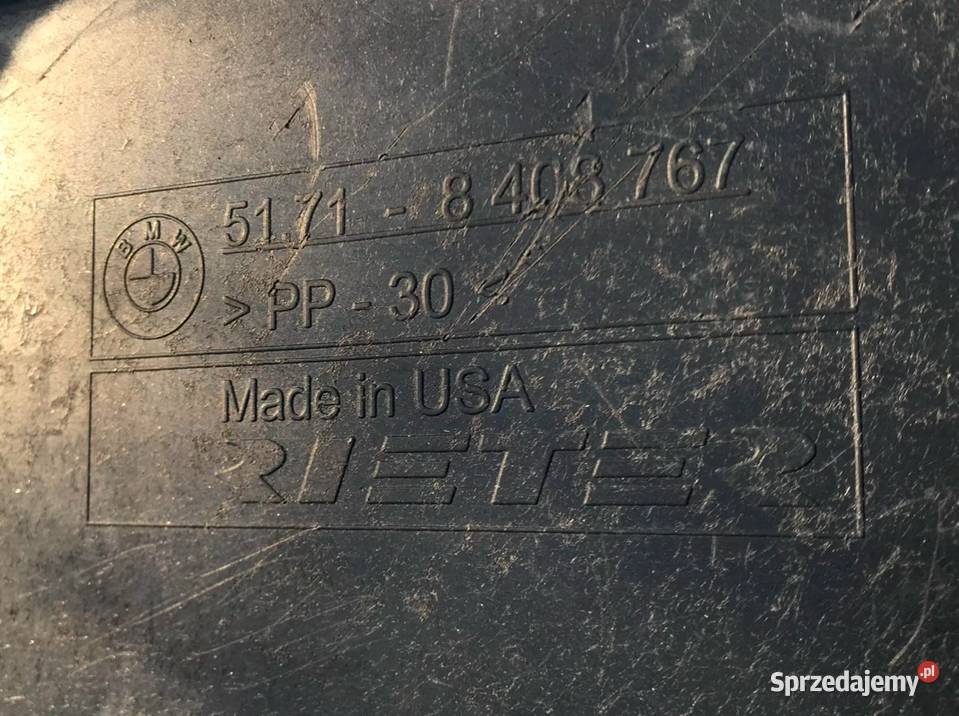 BMW
51.71 - 8 408 767
> PP - 30 <
Made in USA
RIETER
Sprzedajemy.pl